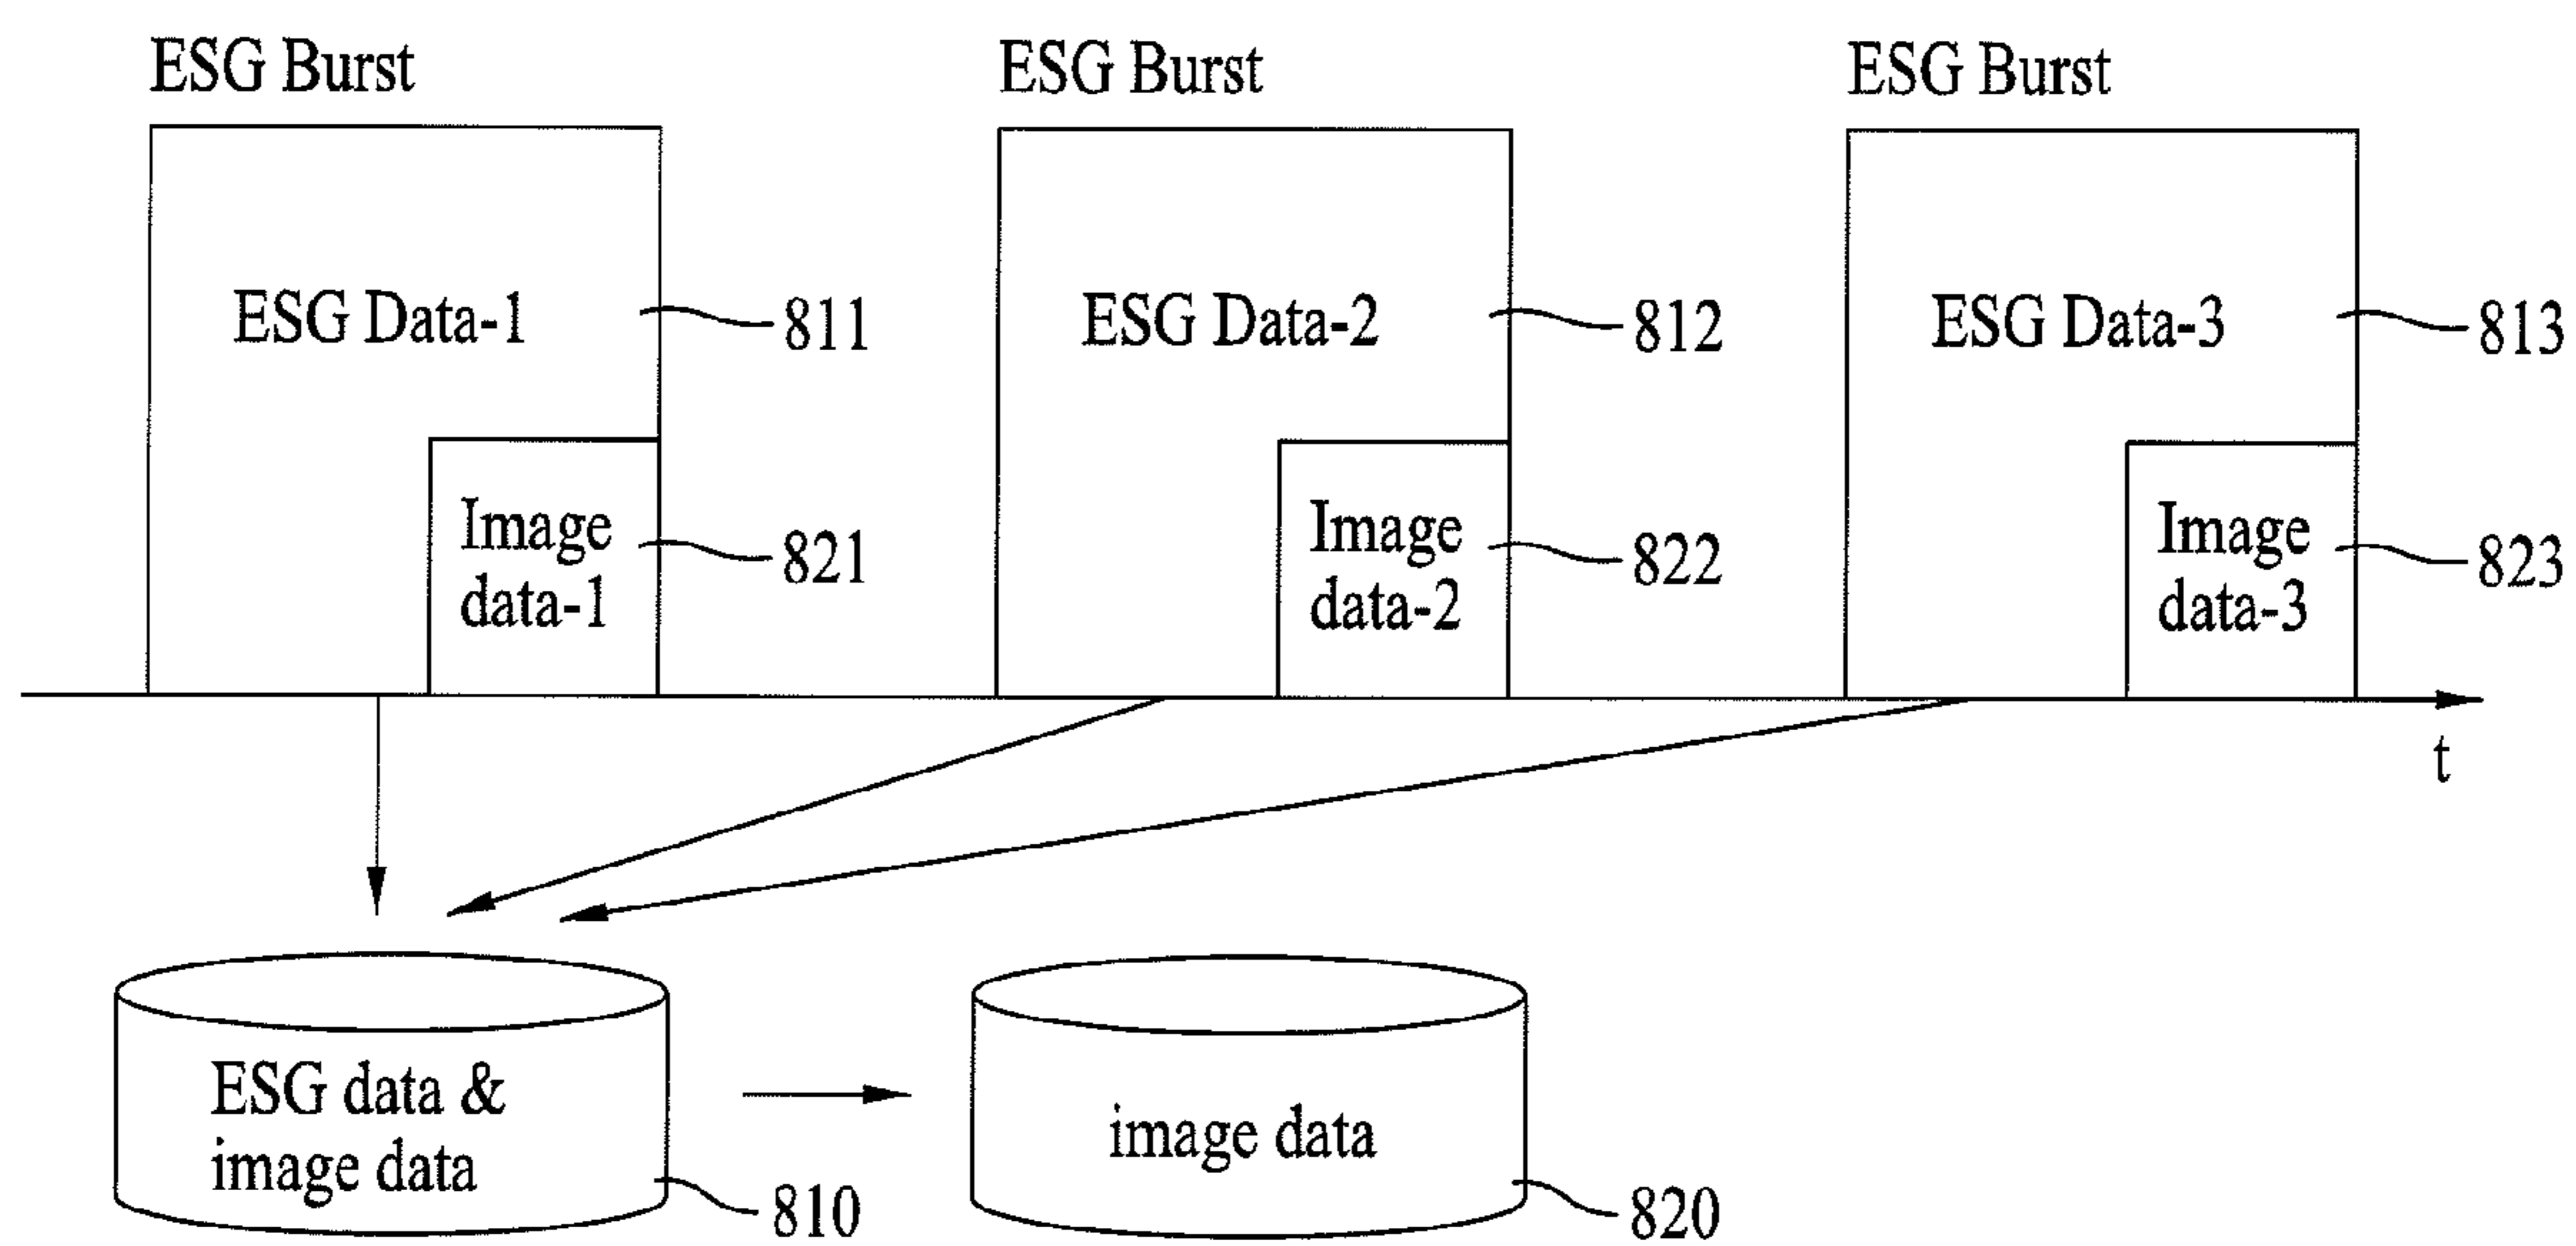 ESG Burst
ESG Burst
ESG Burst
ESG Data-1
811
ESG Data-2
812
ESG Data-3
813
Image
data-1
821
Image
data-2
822
Image
data-3
823
t
ESG data &
image data
810
image data
820